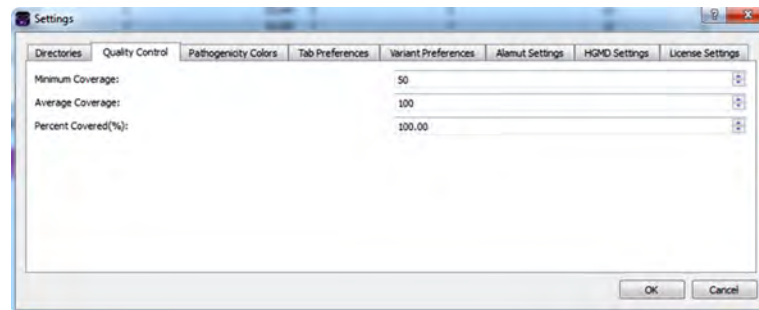 Settings
Directories Quality Control Pathogenicity Colors Tab Preferences Variant Preferences Alamut Settings HGMD Settings License Settings
Minimum Coverage: 50
Average Coverage: 100
Percent Covered(%): 100.00
OK Cancel